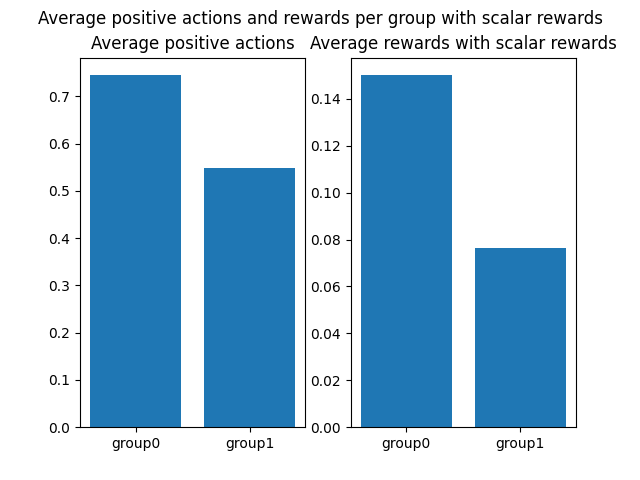 Average positive actions and rewards per group with scalar rewards
Average positive actions
0.7
0.6
0.5
0.4
0.3
0.2
0.1
0.0
group0
group1
Average rewards with scalar rewards
0.14
0.12
0.10
0.08
0.06
0.04
0.02
0.00
group0
group1